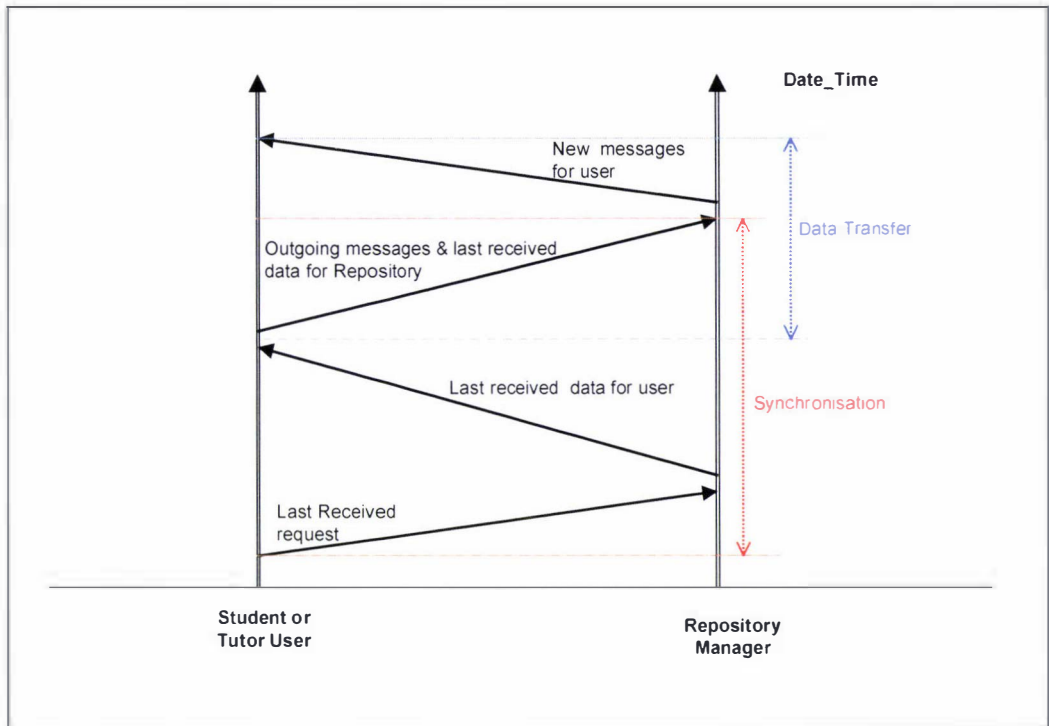 Date_Time
New messages
for user
Data Transfer
Outgoing messages & last received
data for Repository
Last received data for user
Synchronisation
Last Received
request
Student or
Tutor User
Repository
Manager